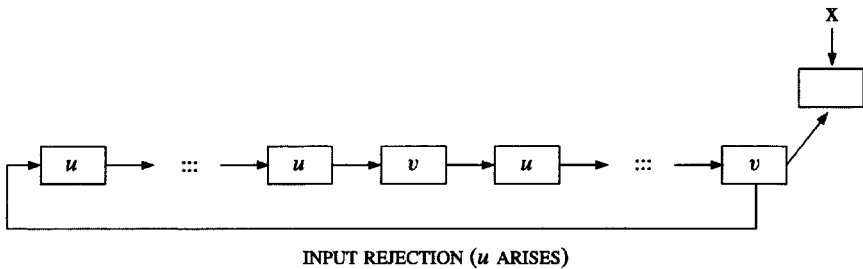 X
u ::: u v u ::: v
INPUT REJECTION (u ARISES)